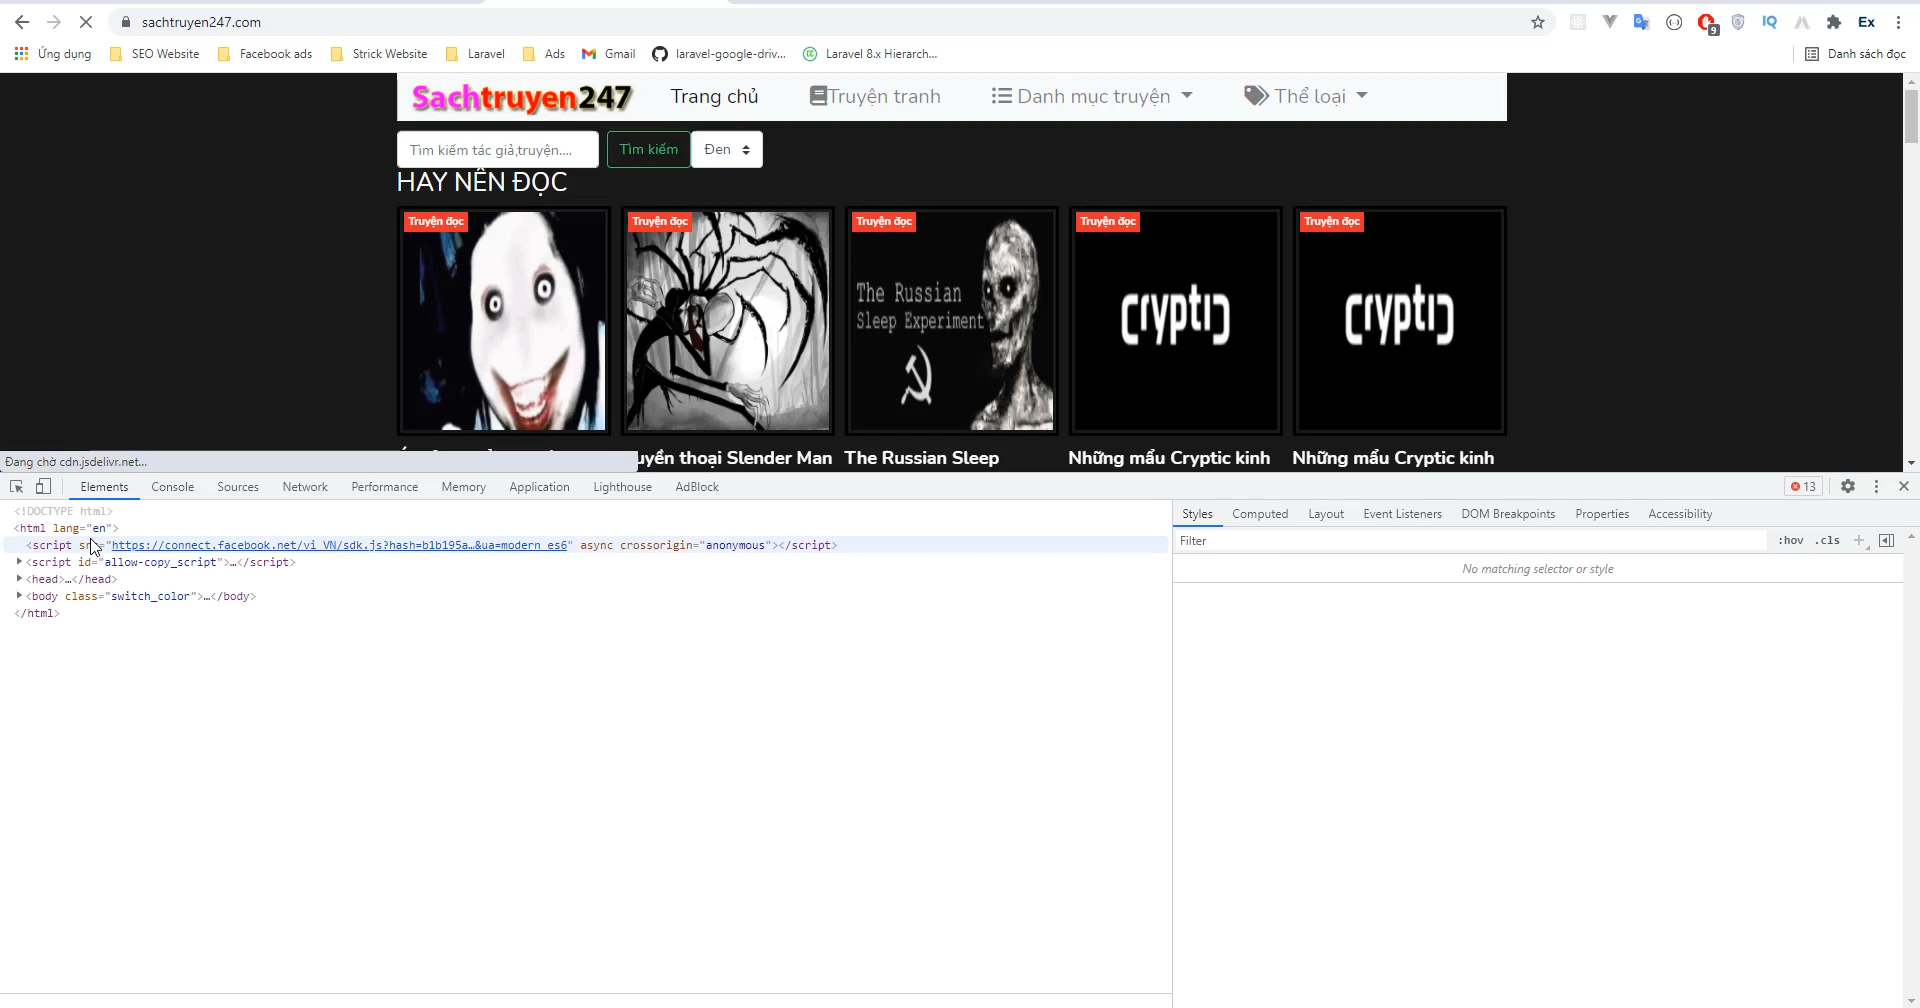 sachtruyen247.com
9
IQ
Ex
Ứng dụng
SEO Website
Facebook ads
Strick Website
Laravel
Ads
Gmail
laravel-google-driv...
Laravel 8.x Hierarch...
Danh sách đọc
Sachtruyen247
Trang chủ
Truyện tranh
Danh mục truyện
Thể loại
Tìm kiếm tác giả,truyện....
Tìm kiếm
Đen
HAY NÊN ĐỌC
Truyện đọc
Truyện đọc
Truyện đọc
Truyện đọc
Truyện đọc
The Russian
Sleep Experiment
cryptic
cryptic
uyền thoại Slender Man
The Russian Sleep
Những mẩu Cryptic kinh
Những mẩu Cryptic kinh
Đang chờ cdn.jsdelivr.net...
Elements
Console
Sources
Network
Performance
Memory
Application
Lighthouse
AdBlock
13
<!DOCTYPE html>
<html lang="en">
<script sr="https://connect.facebook.net/vi_VN/sdk.js?hash=b1b195a…&ua=modern_es6" async crossorigin="anonymous"></script>
<script id="allow-copy_script">…</script>
<head>…</head>
<body class="switch_color">…</body>
</html>
Styles
Computed
Layout
Event Listeners
DOM Breakpoints
Properties
Accessibility
Filter
:hov
.cls
No matching selector or style